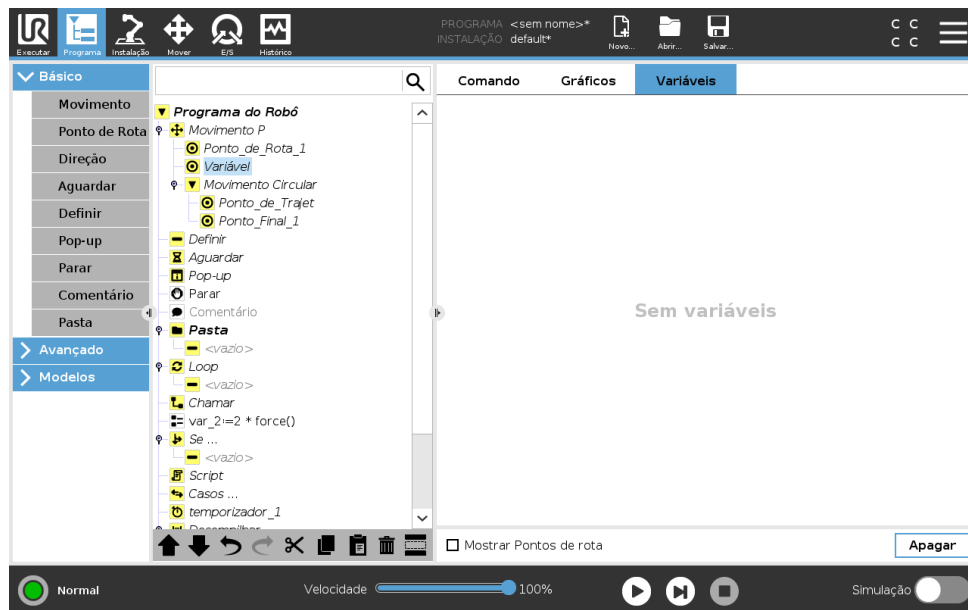 PROGRAMA <sem nome>*
INSTALAÇÃO default*
Executar Programa Instalação Mover E/S Histórico Novo... Abrir... Salvar...
C C
C C
Básico
Movimento
Ponto de Rota
Direção
Aguardar
Definir
Pop-up
Parar
Comentário
Pasta
Avançado
Modelos
Programa do Robô
Movimento P
Ponto_de_Rota_1
Variável
Movimento Circular
Ponto_de_Trajet
Ponto_Final_1
Definir
Aguardar
Pop-up
Parar
Comentário
Pasta
<vazio>
Loop
<vazio>
Chamar
var_2:=2 * force()
Se ...
<vazio>
Script
Casos ...
temporizador_1
Desempilhar
Comando Gráficos Variáveis
Sem variáveis
Mostrar Pontos de rota Apagar
Normal Velocidade 100% Simulação